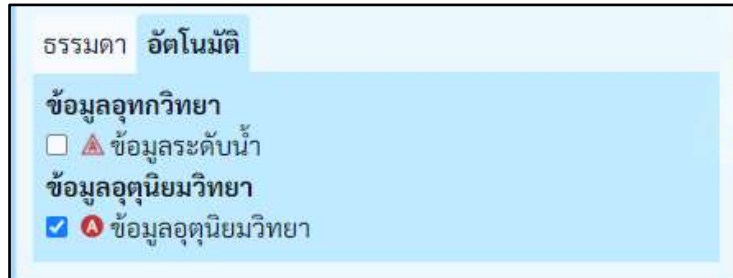 ธรรมดา อัตโนมัติ
ข้อมูลอุทกวิทยา
A ข้อมูลระดับน้ำ
ข้อมูลอุตุนิยมวิทยา
A ข้อมูลอุตุนิยมวิทยา